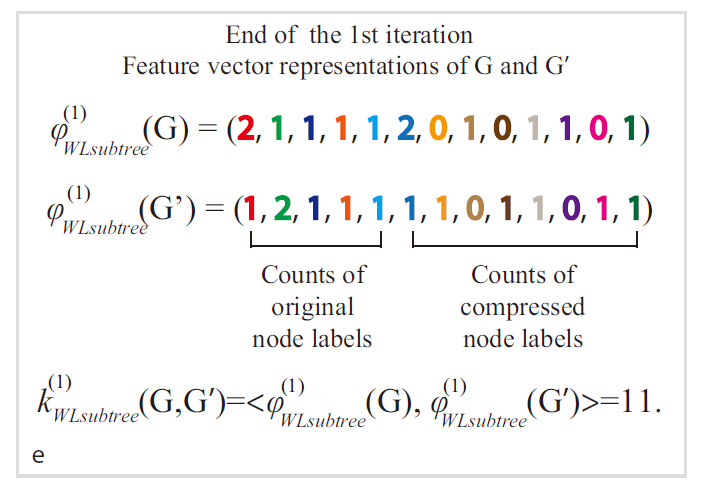 End of the 1st iteration
Feature vector representations of G and G′
φ(1)WLsubtree(G) = (2, 1, 1, 1, 1, 2, 0, 1, 0, 1, 1, 0, 1)
φ(1)WLsubtree(G’) = (1, 2, 1, 1, 1, 1, 1, 0, 1, 1, 0, 1, 1)
Counts of original node labels
Counts of compressed node labels
k(1)WLsubtree(G,G′)=<φ(1)WLsubtree(G), φ(1)WLsubtree(G′)>=11.
e